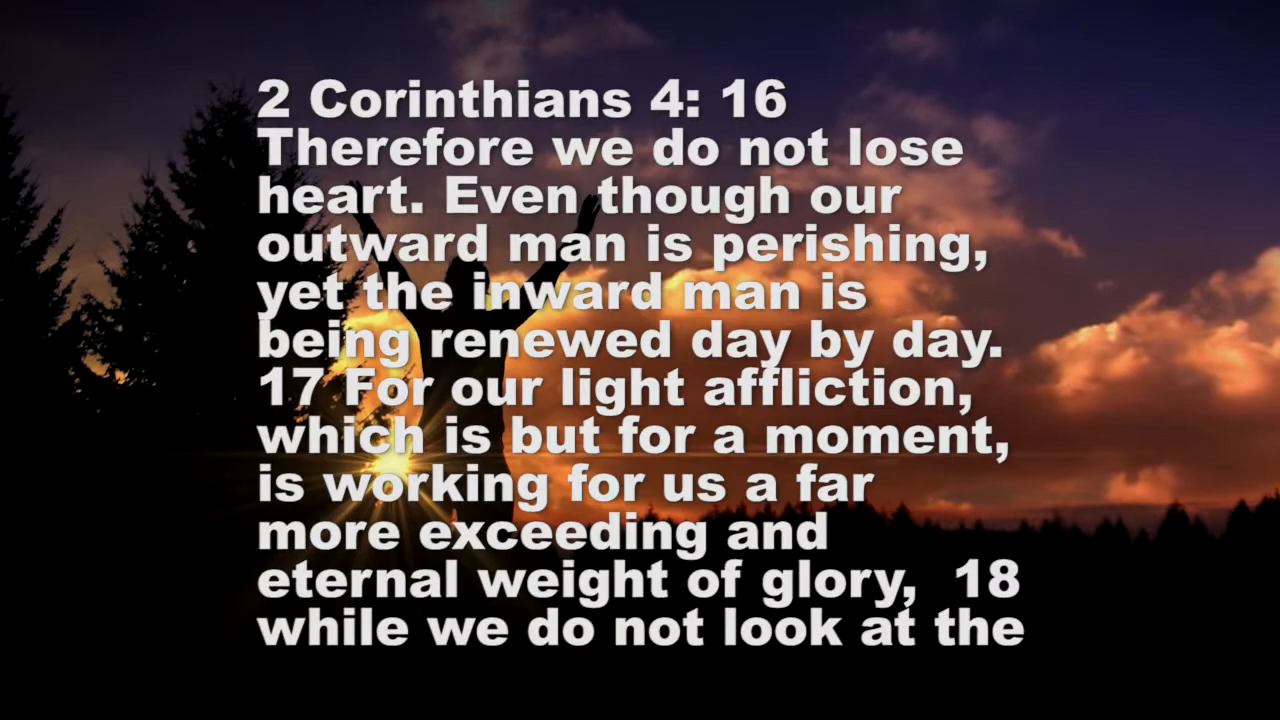 2 Corinthians 4: 16
Therefore we do not lose
heart. Even though our
outward man is perishing,
yet the inward man is
being renewed day by day.
17 For our light affliction,
which is but for a moment,
is working for us a far
more exceeding and
eternal weight of glory,  18
while we do not look at the